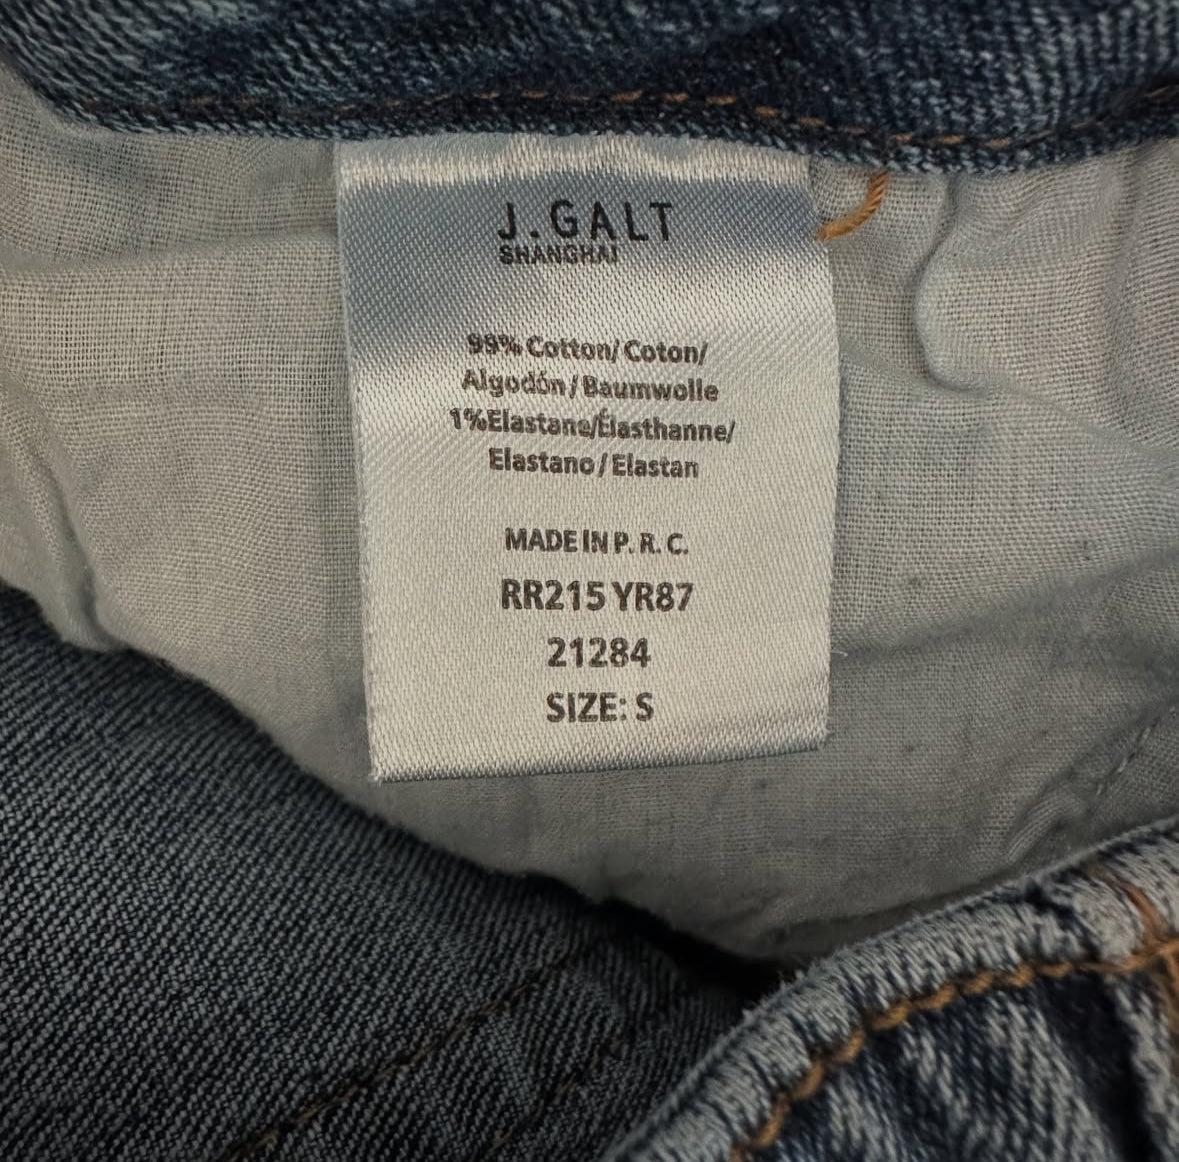 J.GALT
SHANGHAI
99% Cotton/Coton/
Algodón/Baumwolle
1%Elastane/Élasthanne/
Elastano/Elastan
MADE IN P. R. C.
RR215 YR87
21284
SIZE: S